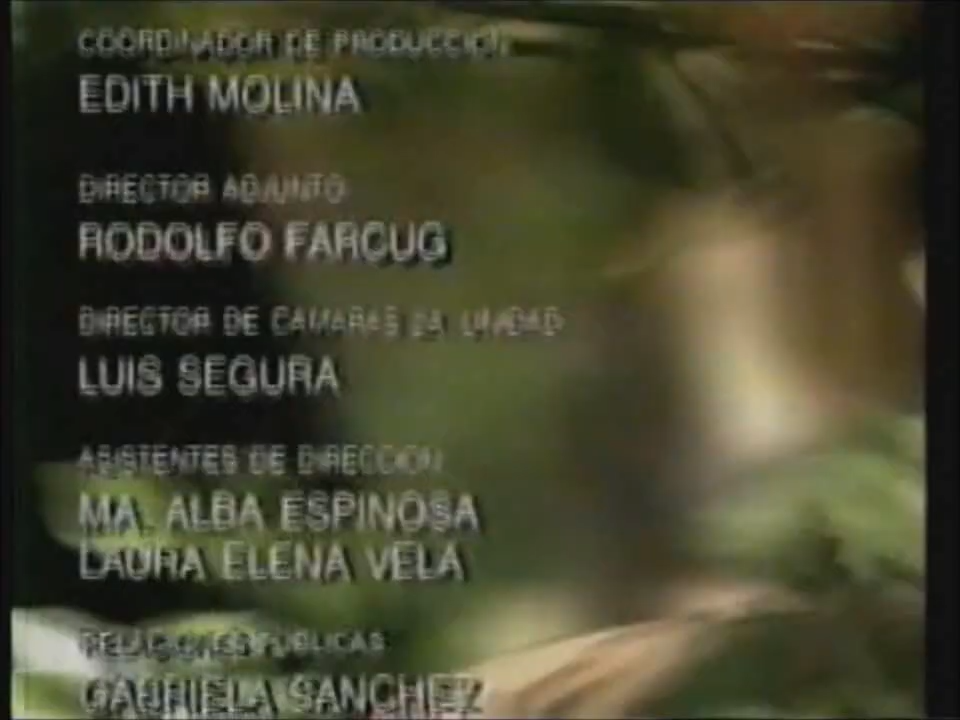 COORDINADOR DE PRODUCCION
EDITH MOLINA
DIRECTOR ADJUNTO
RODOLFO FARCUG
DIRECTOR DE CAMARAS 2A. UNIDAD
LUIS SEGURA
ASISTENTES DE DIRECCION
MA. ALBA ESPINOSA
LAURA ELENA VELA
RELACIONES PUBLICAS
GABRIELA SANCHEZ